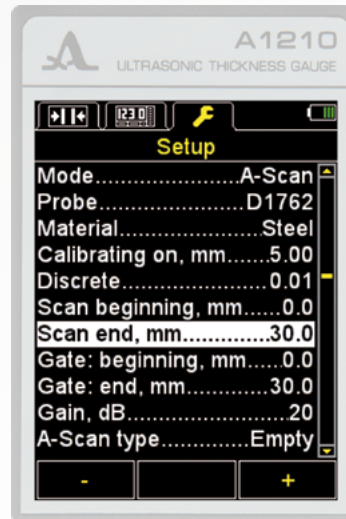 A1210
ULTRASONIC THICKNESS GAUGE
123.0
Setup
Mode.....................A-Scan
Probe......................D1762
Material......................Steel
Calibrating on, mm.......5.00
Discrete......................0.01
Scan beginning, mm......0.0
Scan end, mm.............30.0
Gate: beginning, mm......0.0
Gate: end, mm............30.0
Gain, dB........................20
A-Scan type.............Empty
- +